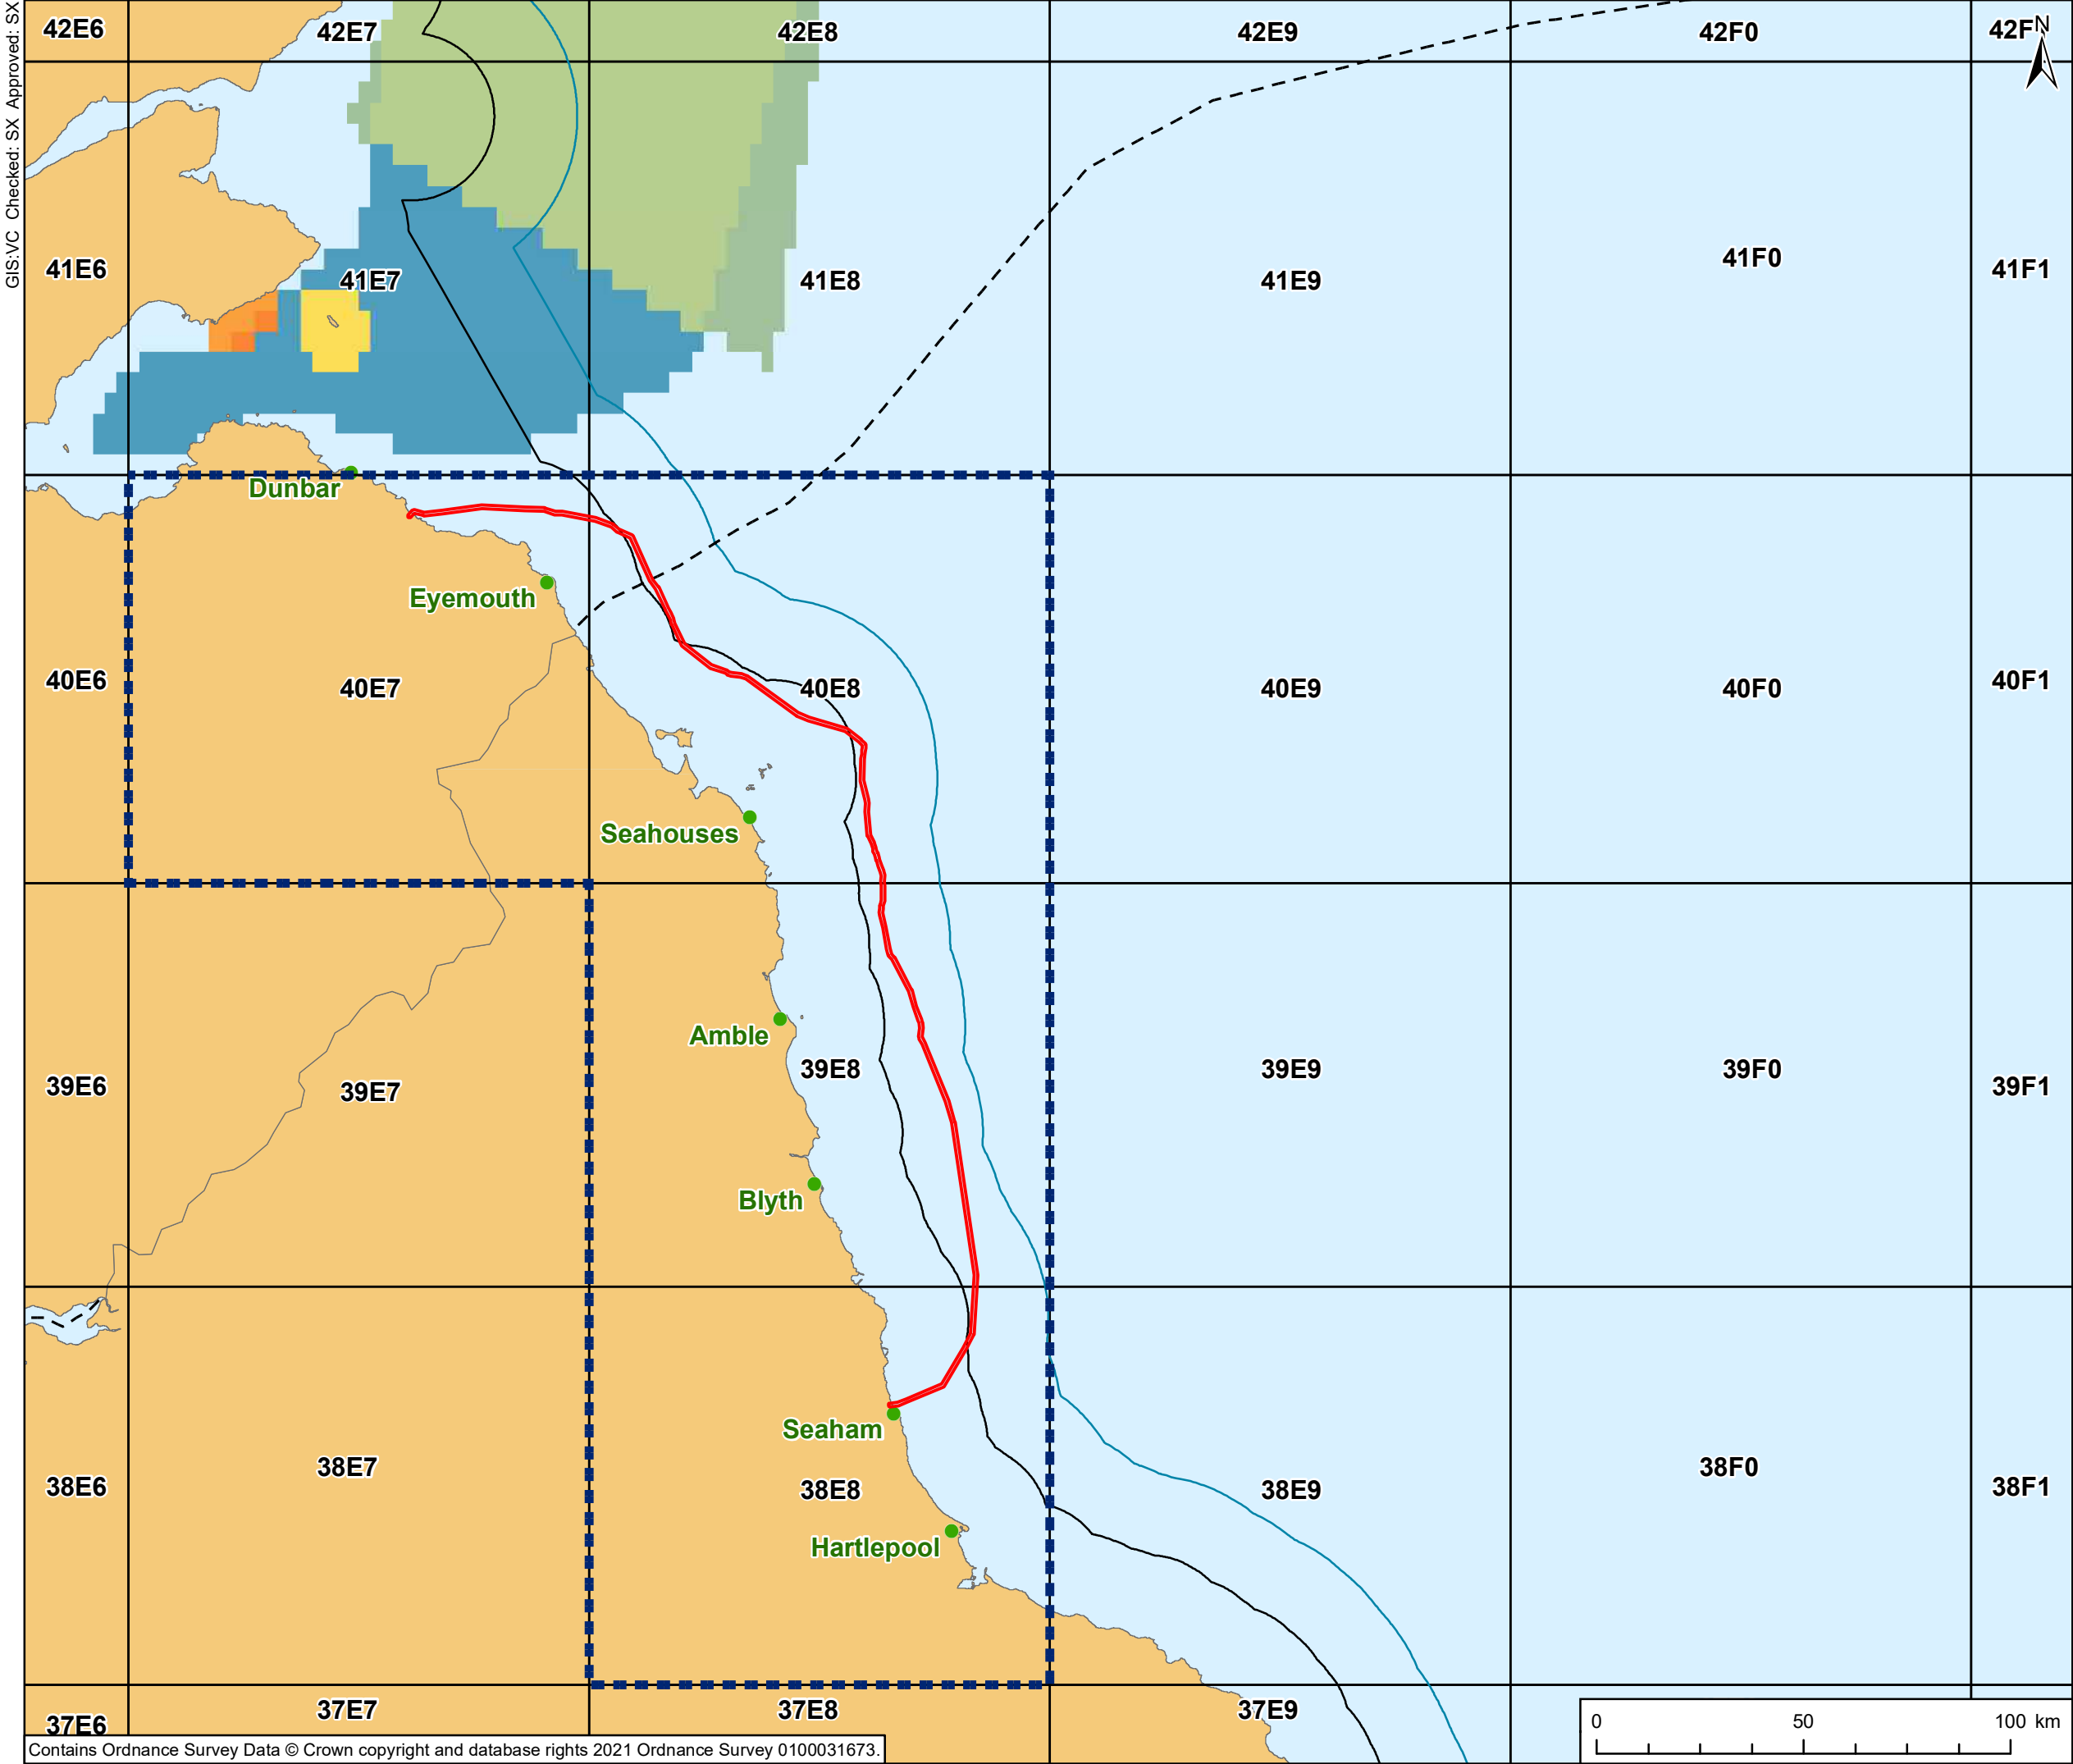 GIS:VC Checked: SX Approved: SX
42E6
42E7
42E8
42E9
42F0
42F
N
41E6
41E7
41E8
41E9
41F0
41F1
Dunbar
Eyemouth
40E6
40E7
40E8
40E9
40F0
40F1
Seahouses
Amble
39E6
39E7
39E8
39E9
39F0
39F1
Blyth
Seaham
38E6
38E7
38E8
38E9
38F0
38F1
Hartlepool
37E6
37E7
37E8
37E9
0 50 100 km
Contains Ordnance Survey Data © Crown copyright and database rights 2021 Ordnance Survey 0100031673.